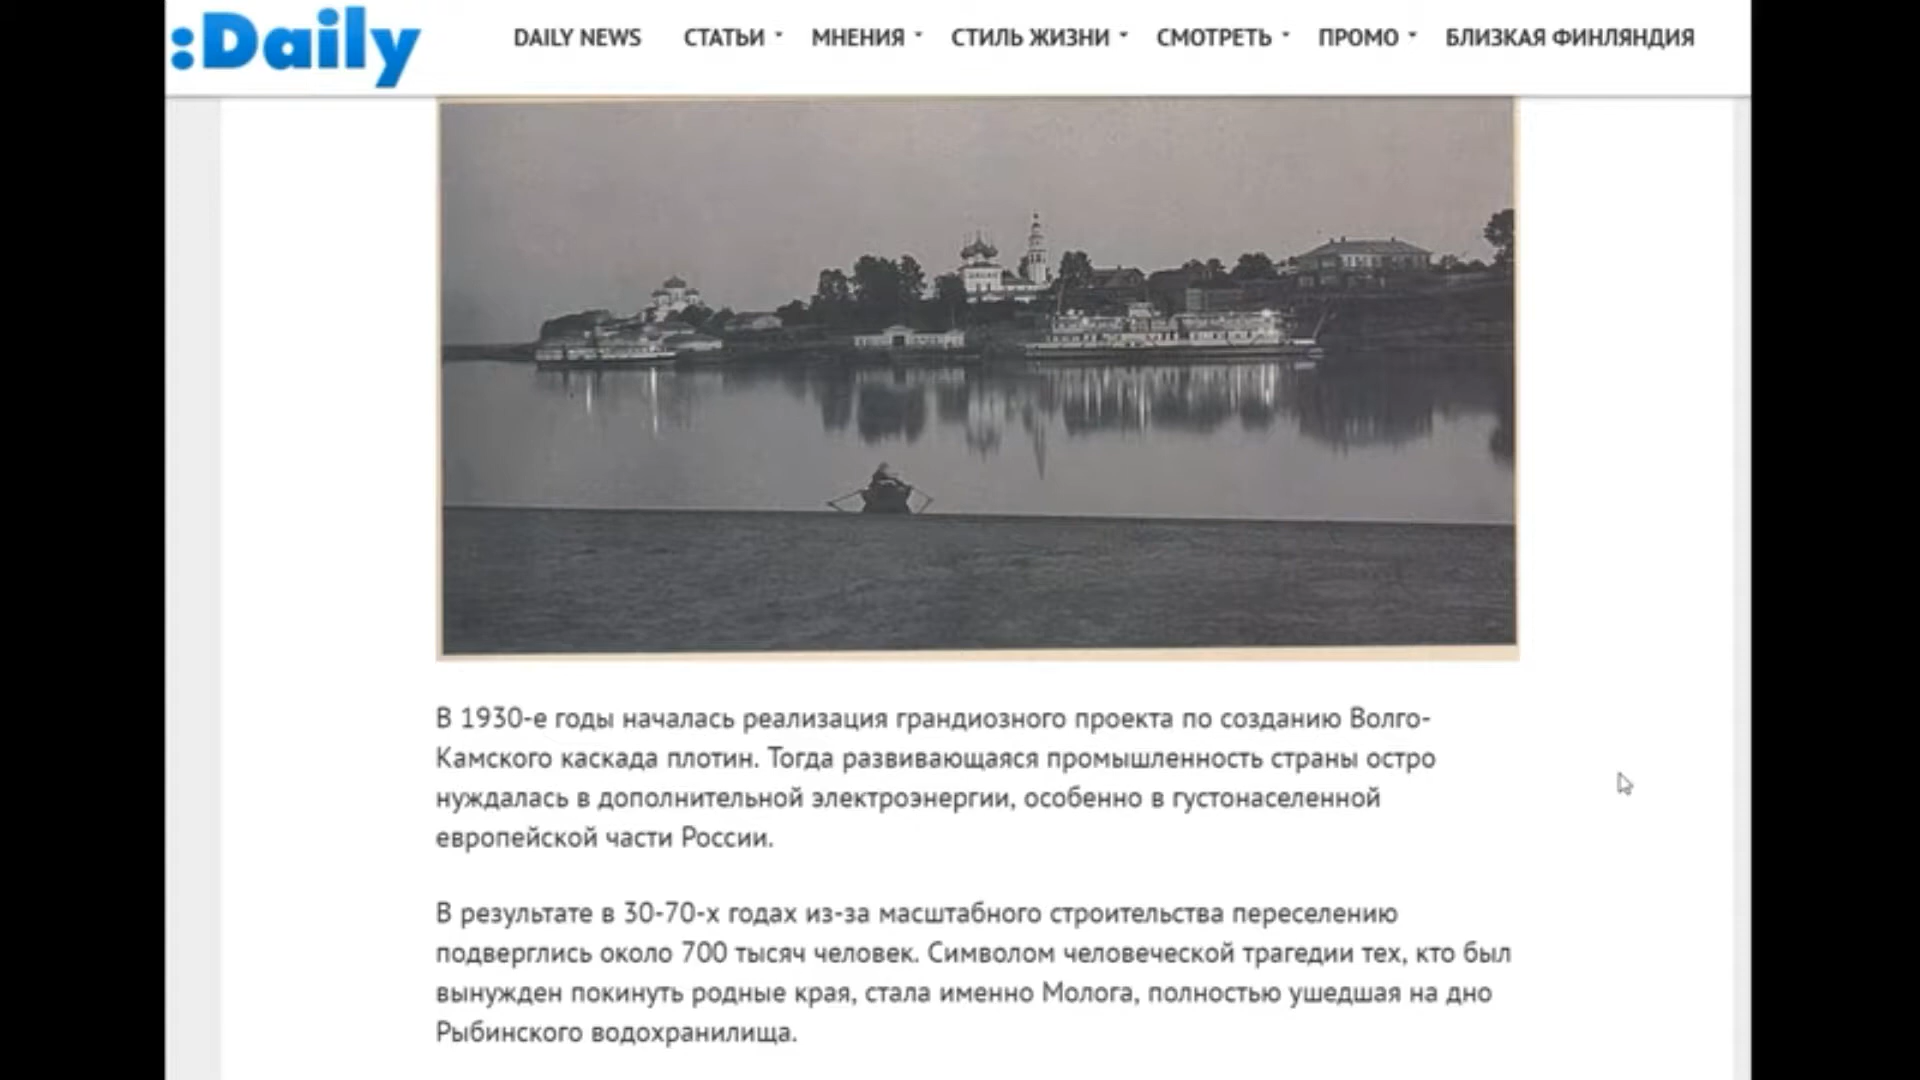 :Daily
DAILY NEWS СТАТЬИ МНЕНИЯ СТИЛЬ ЖИЗНИ СМОТРЕТЬ ПРОМО БЛИЗКАЯ ФИНЛЯНДИЯ
В 1930-е годы началась реализация грандиозного проекта по созданию Волго-
Камского каскада плотин. Тогда развивающаяся промышленность страны остро
нуждалась в дополнительной электроэнергии, особенно в густонаселенной
европейской части России.
В результате в 30-70-х годах из-за масштабного строительства переселению
подверглись около 700 тысяч человек. Символом человеческой трагедии тех, кто был
вынужден покинуть родные края, стала именно Молога, полностью ушедшая на дно
Рыбинского водохранилища.